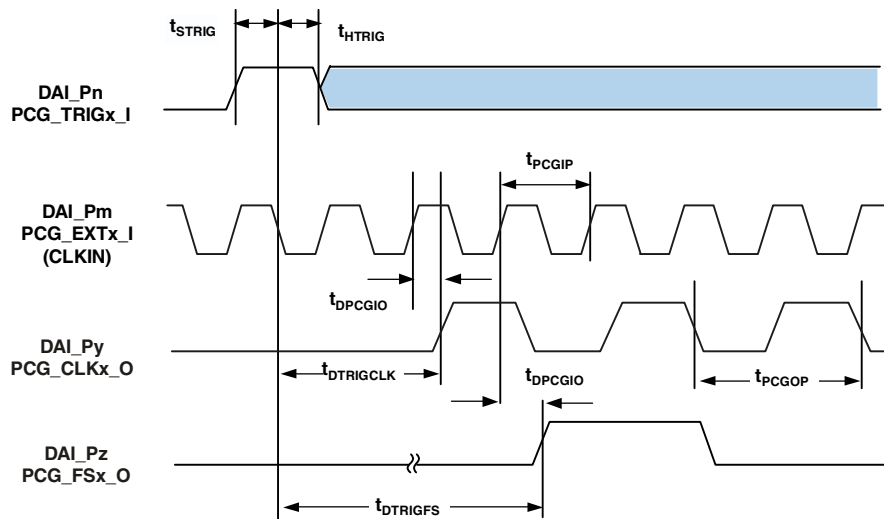 tSTRIG
tHTRIG
DAI_Pn
PCG_TRIGx_I
tPCGIP
DAI_Pm
PCG_EXTx_I
(CLKIN)
tDPCGIO
DAI_Py
PCG_CLKx_O
tDTRIGCLK
tDPCGIO
tPCGOP
DAI_Pz
PCG_FSx_O
tDTRIGFS